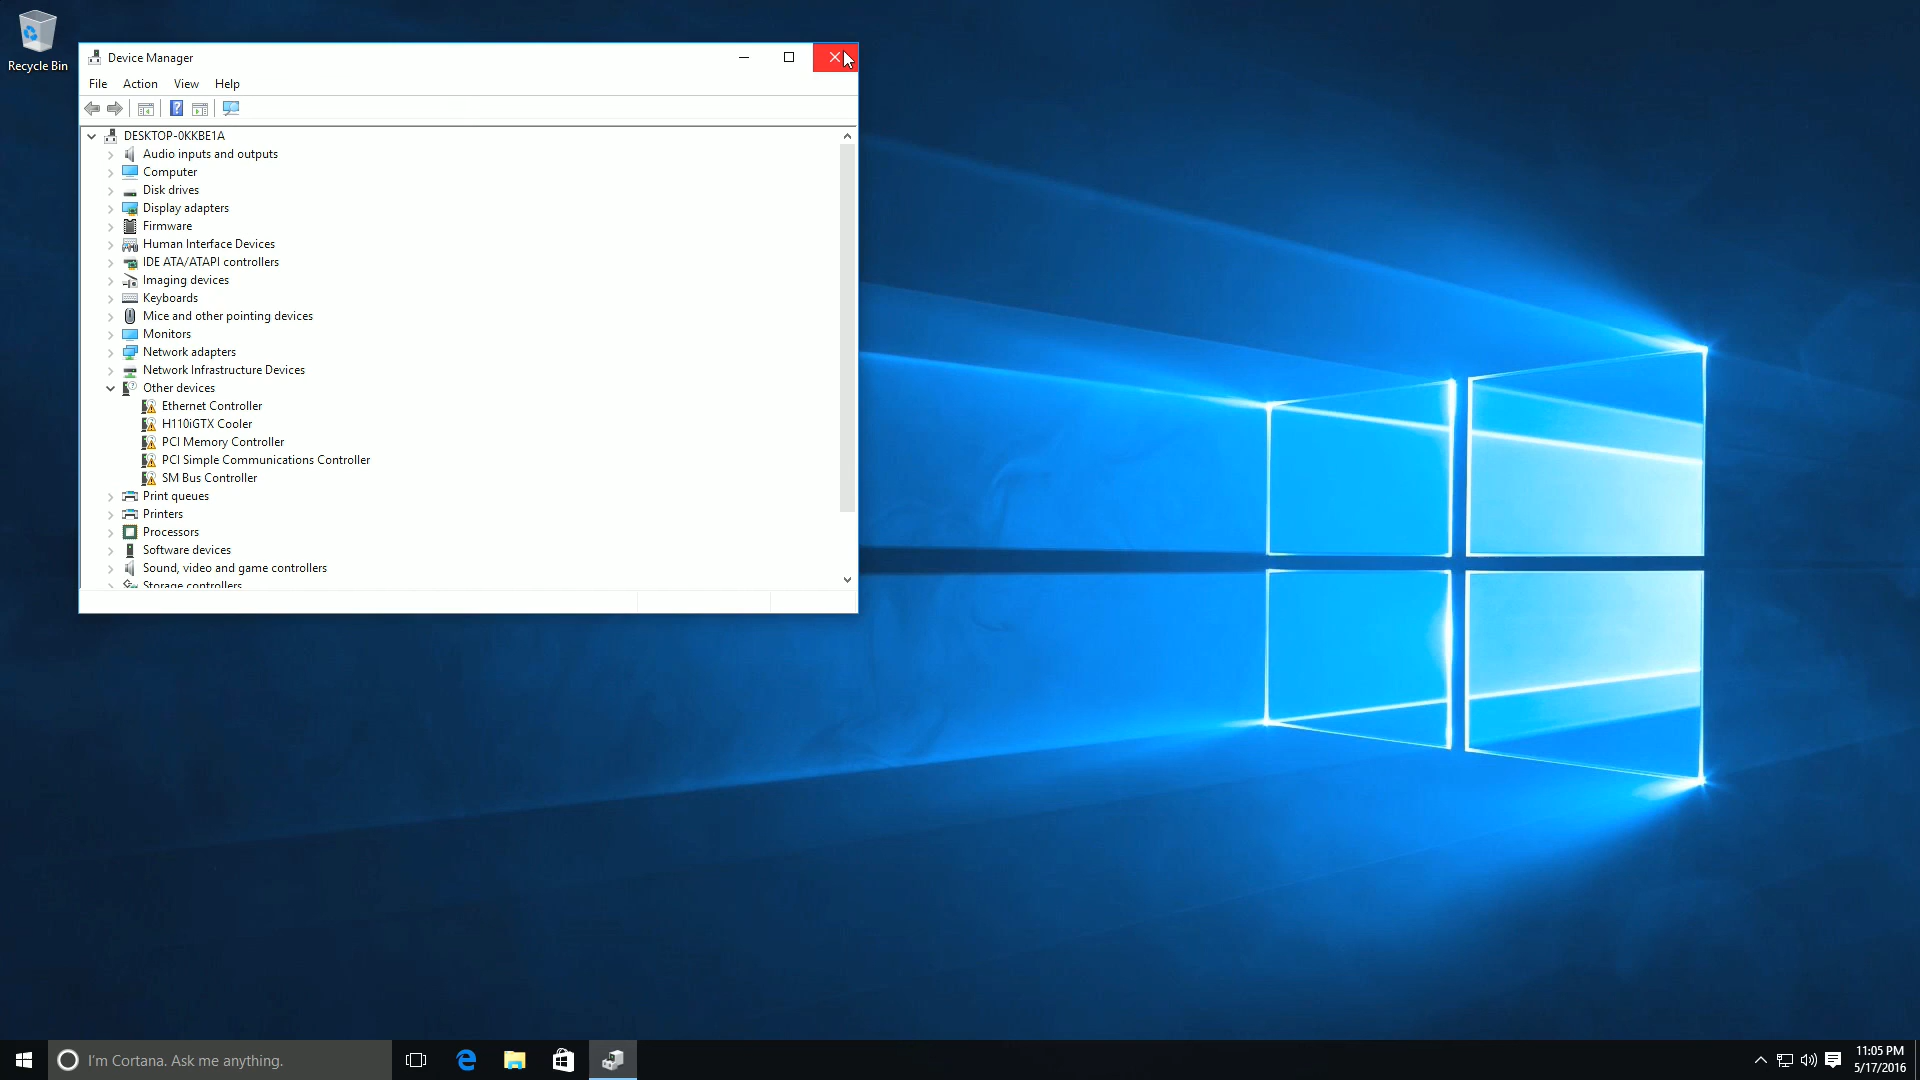 Recycle Bin
Device Manager
File Action View Help
DESKTOP-0KKBE1A
Audio inputs and outputs
Computer
Disk drives
Display adapters
Firmware
Human Interface Devices
IDE ATA/ATAPI controllers
Imaging devices
Keyboards
Mice and other pointing devices
Monitors
Network adapters
Network Infrastructure Devices
Other devices
Ethernet Controller
H110iGTX Cooler
PCI Memory Controller
PCI Simple Communications Controller
SM Bus Controller
Print queues
Printers
Processors
Software devices
Sound, video and game controllers
Storage controllers
I'm Cortana. Ask me anything.
11:05 PM
5/17/2016